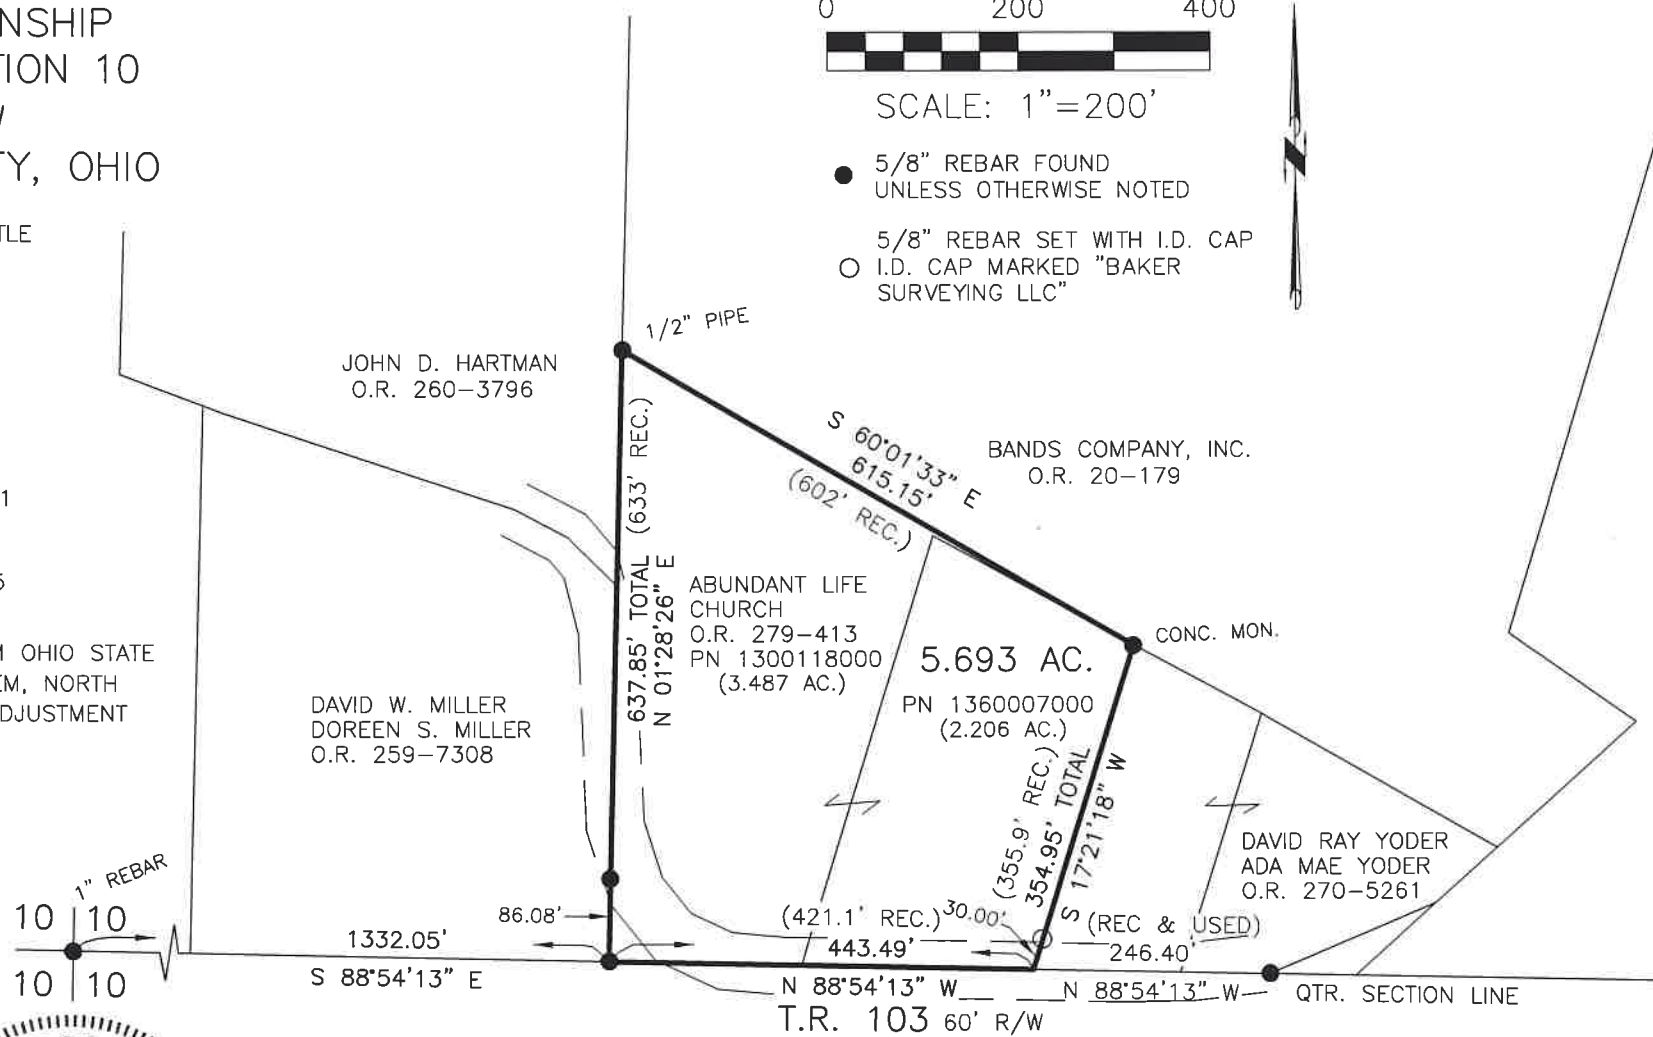 NSHIP
TION 10
TY, OHIO
TLE
0 200 400
SCALE: 1"=200'
5/8" REBAR FOUND
UNLESS OTHERWISE NOTED
5/8" REBAR SET WITH I.D. CAP
I.D. CAP MARKED "BAKER
SURVEYING LLC"
N
1/2" PIPE
JOHN D. HARTMAN
O.R. 260-3796
S 60°01'33" E
615.15'
(602' REC.)
BANDS COMPANY, INC.
O.R. 20-179
1
5
M OHIO STATE
EM, NORTH
DJUSTMENT
637.85' TOTAL (633' REC.)
N 01°28'26" E
ABUNDANT LIFE
CHURCH
O.R. 279-413
PN 1300118000
(3.487 AC.)
5.693 AC.
PN 1360007000
(2.206 AC.)
CONC. MON.
DAVID W. MILLER
DOREEN S. MILLER
O.R. 259-7308
(355.9' REC.)
354.95' TOTAL
S 17°21'18" W
DAVID RAY YODER
ADA MAE YODER
O.R. 270-5261
1" REBAR
10 10
10 10
86.08'
1332.05'
S 88°54'13" E
(421.1' REC.)
30.00'
443.49'
(REC & USED)
246.40'
N 88°54'13" W
N 88°54'13" W
QTR. SECTION LINE
T.R. 103 60' R/W